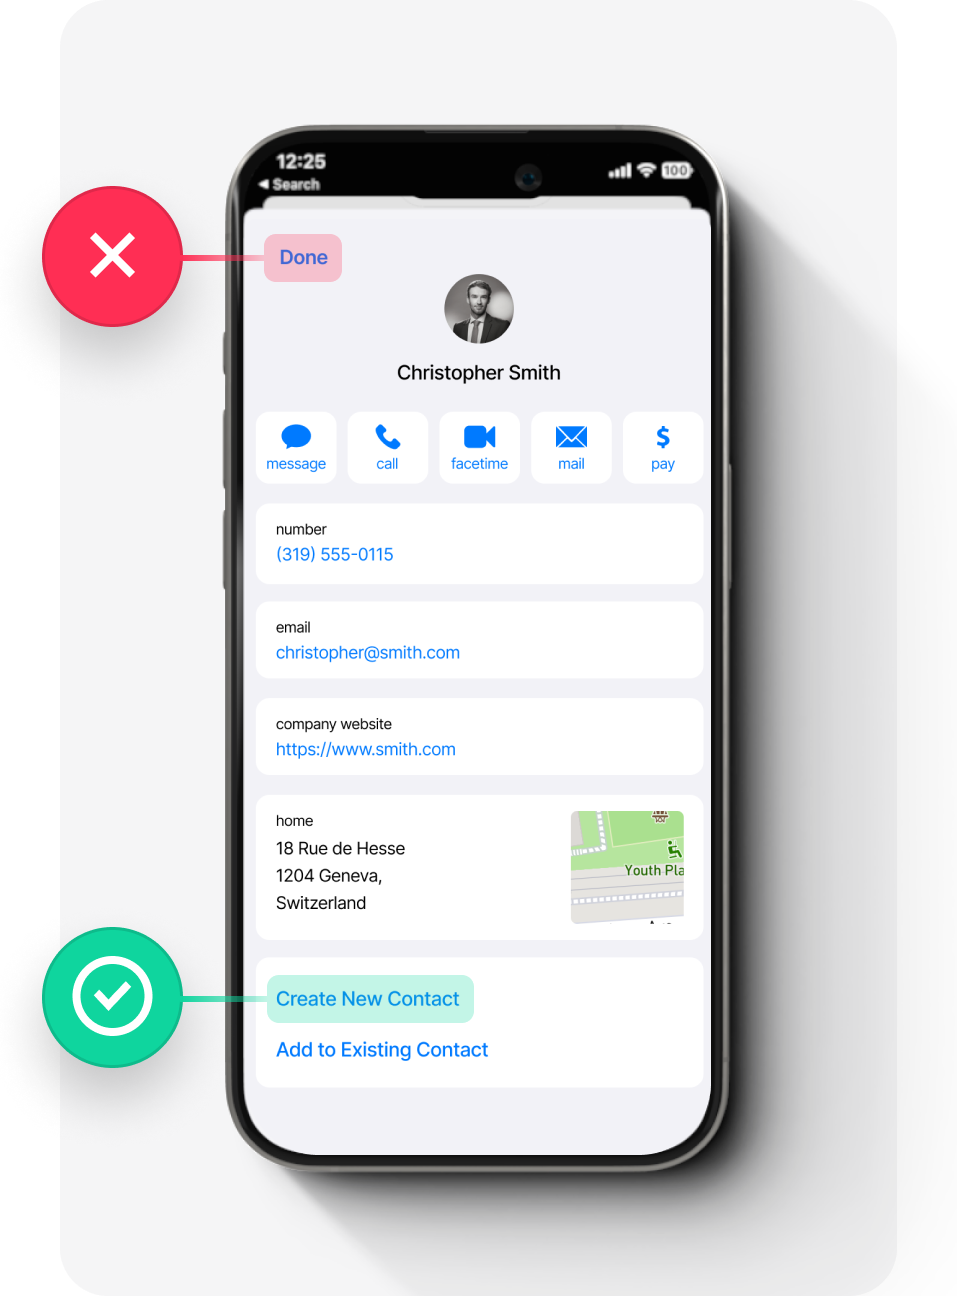 12:25
Search
100
Done
Christopher Smith
message
call
facetime
mail
pay
number
(319) 555-0115
email
christopher@smith.com
company website
https://www.smith.com
home
18 Rue de Hesse
1204 Geneva,
Switzerland
Youth Pla
Create New Contact
Add to Existing Contact